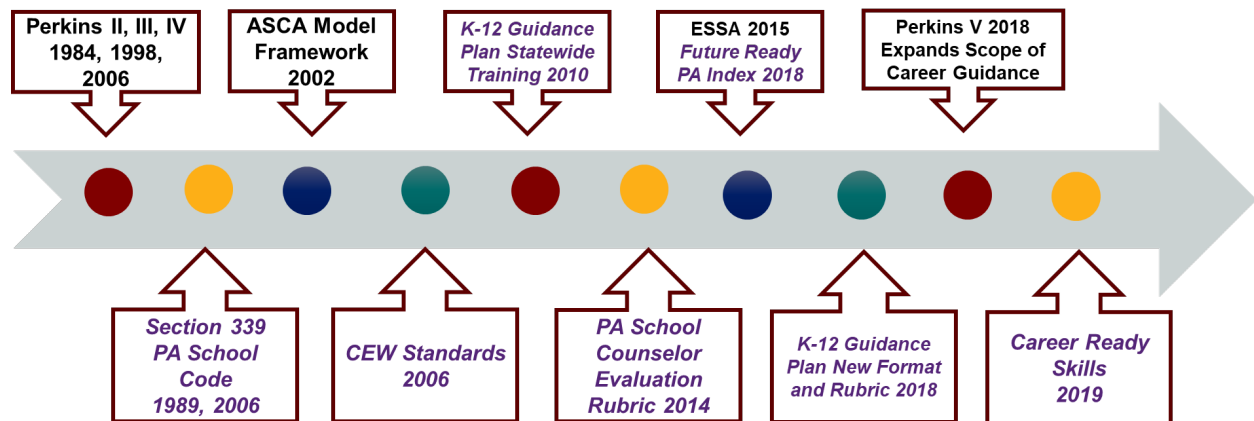 Perkins II, III, IV
1984, 1998,
2006
ASCA Model
Framework
2002
K-12 Guidance
Plan Statewide
Training 2010
ESSA 2015
Future Ready
PA Index 2018
Perkins V 2018
Expands Scope of
Career Guidance
Section 339
PA School
Code
1989, 2006
CEW Standards
2006
PA School
Counselor
Evaluation
Rubric 2014
K-12 Guidance
Plan New Format
and Rubric 2018
Career Ready
Skills
2019